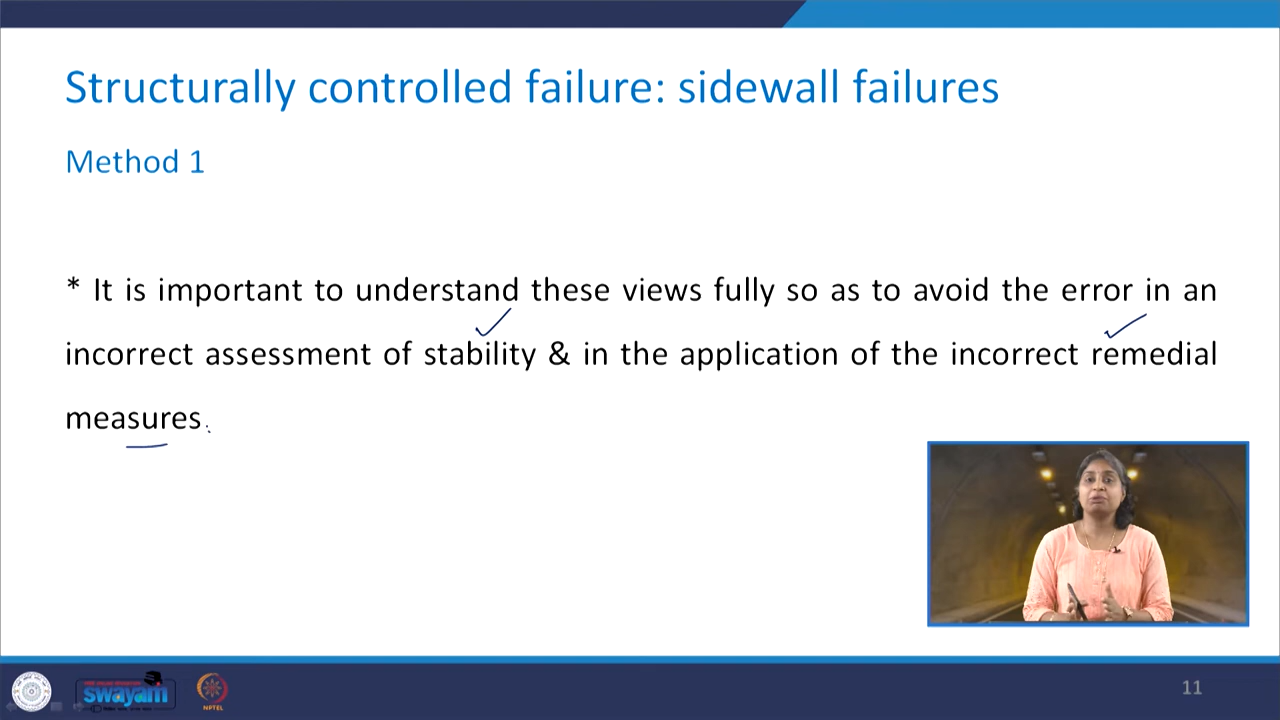 Structurally controlled failure: sidewall failures
Method 1
* It is important to understand these views fully so as to avoid the error in an
incorrect assessment of stability & in the application of the incorrect remedial
measures.
swayam
NPTEL
11